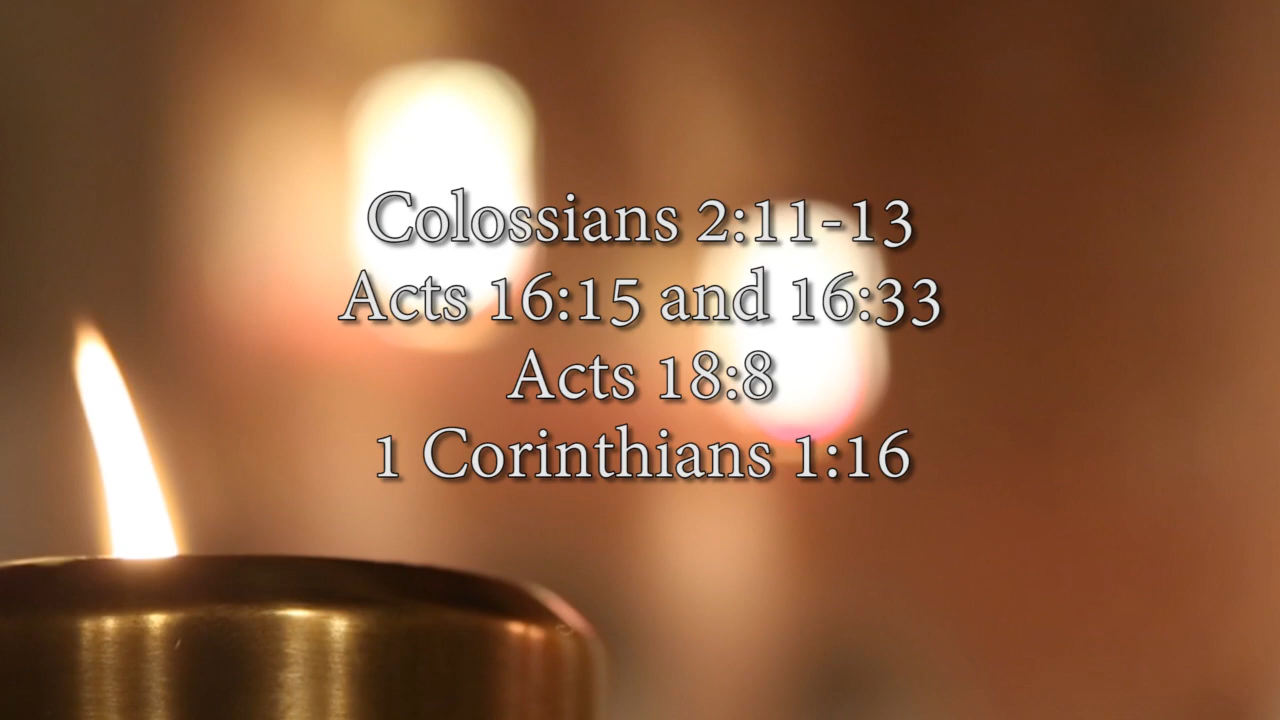 Colossians 2:11-13
Acts 16:15 and 16:33
Acts 18:8
1 Corinthians 1:16